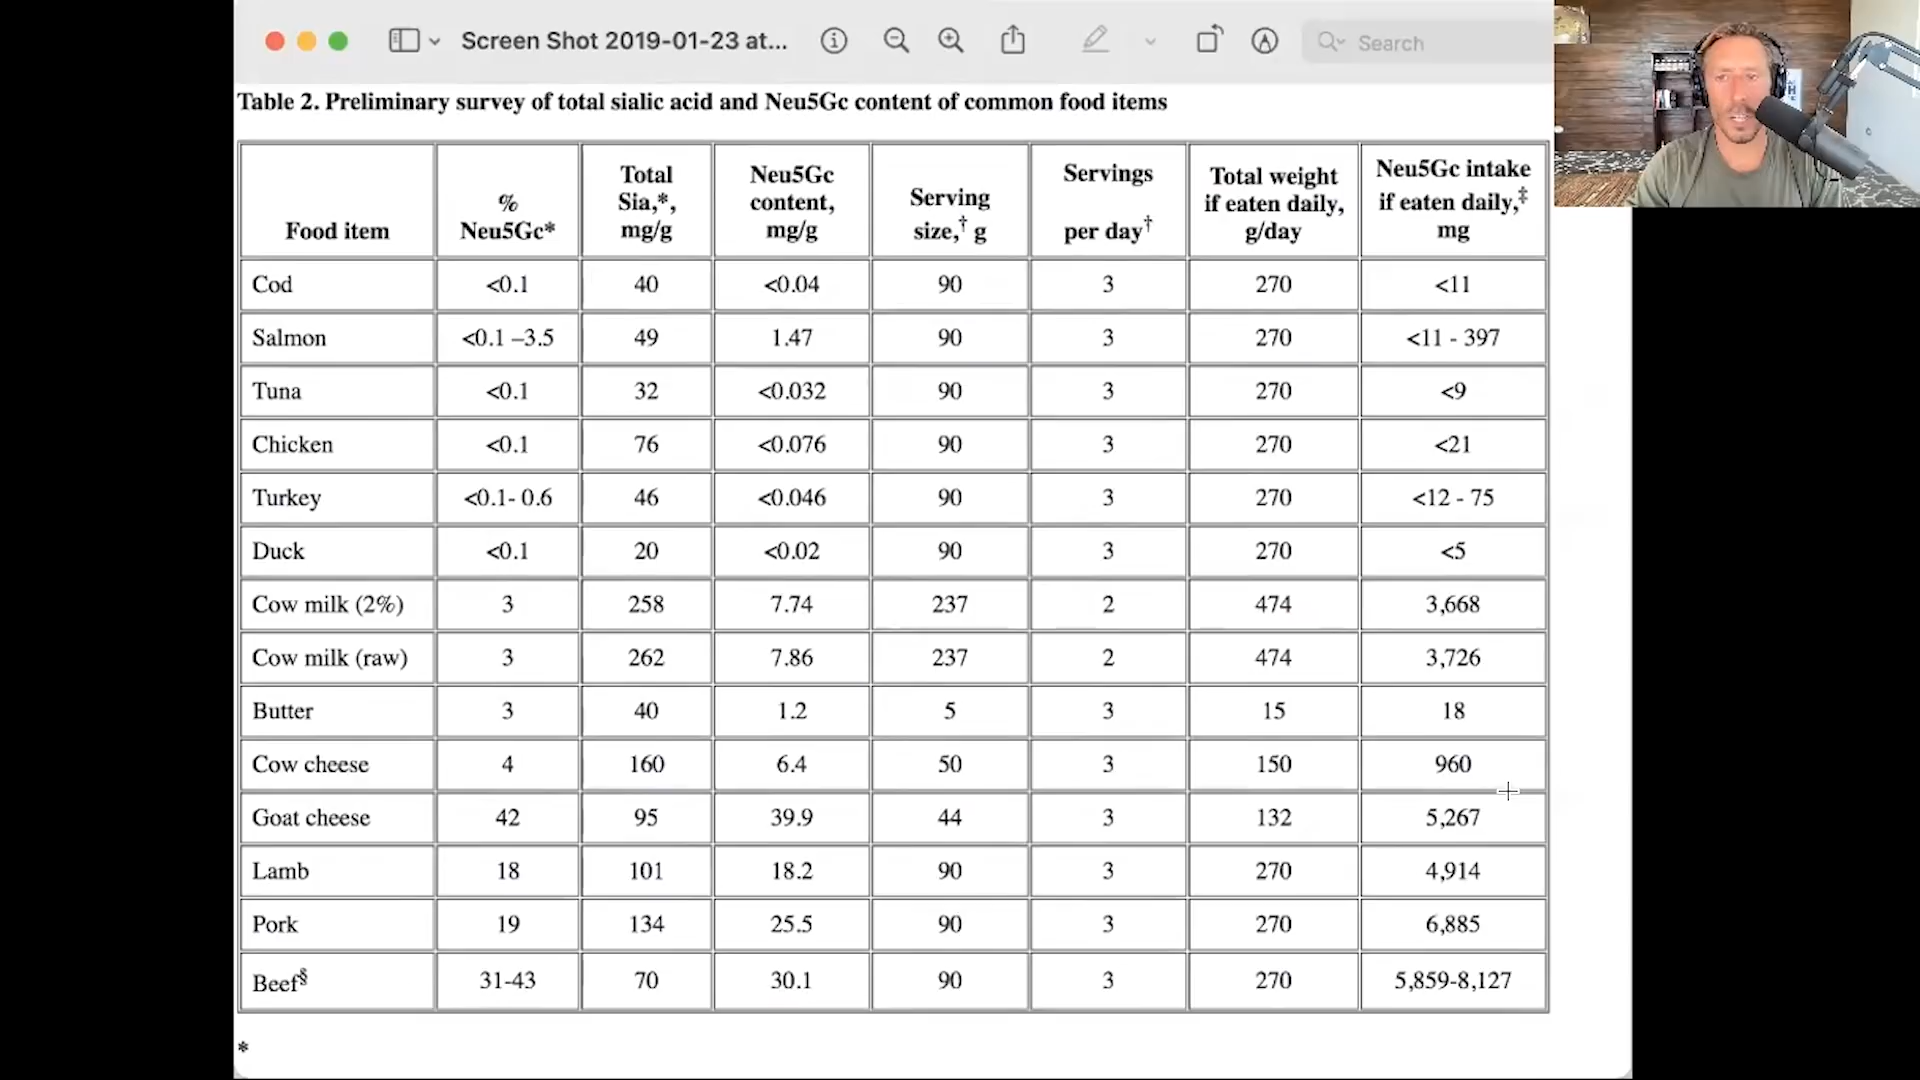 Screen Shot 2019-01-23 at...
Search
Table 2. Preliminary survey of total sialic acid and Neu5Gc content of common food items
Food item % Neu5Gc* Total Sia,*, mg/g Neu5Gc content, mg/g Serving size,† g Servings per day† Total weight if eaten daily, g/day Neu5Gc intake if eaten daily,‡ mg
Cod <0.1 40 <0.04 90 3 270 <11
Salmon <0.1 –3.5 49 1.47 90 3 270 <11 - 397
Tuna <0.1 32 <0.032 90 3 270 <9
Chicken <0.1 76 <0.076 90 3 270 <21
Turkey <0.1- 0.6 46 <0.046 90 3 270 <12 - 75
Duck <0.1 20 <0.02 90 3 270 <5
Cow milk (2%) 3 258 7.74 237 2 474 3,668
Cow milk (raw) 3 262 7.86 237 2 474 3,726
Butter 3 40 1.2 5 3 15 18
Cow cheese 4 160 6.4 50 3 150 960
Goat cheese 42 95 39.9 44 3 132 5,267
Lamb 18 101 18.2 90 3 270 4,914
Pork 19 134 25.5 90 3 270 6,885
Beef§ 31-43 70 30.1 90 3 270 5,859-8,127
*